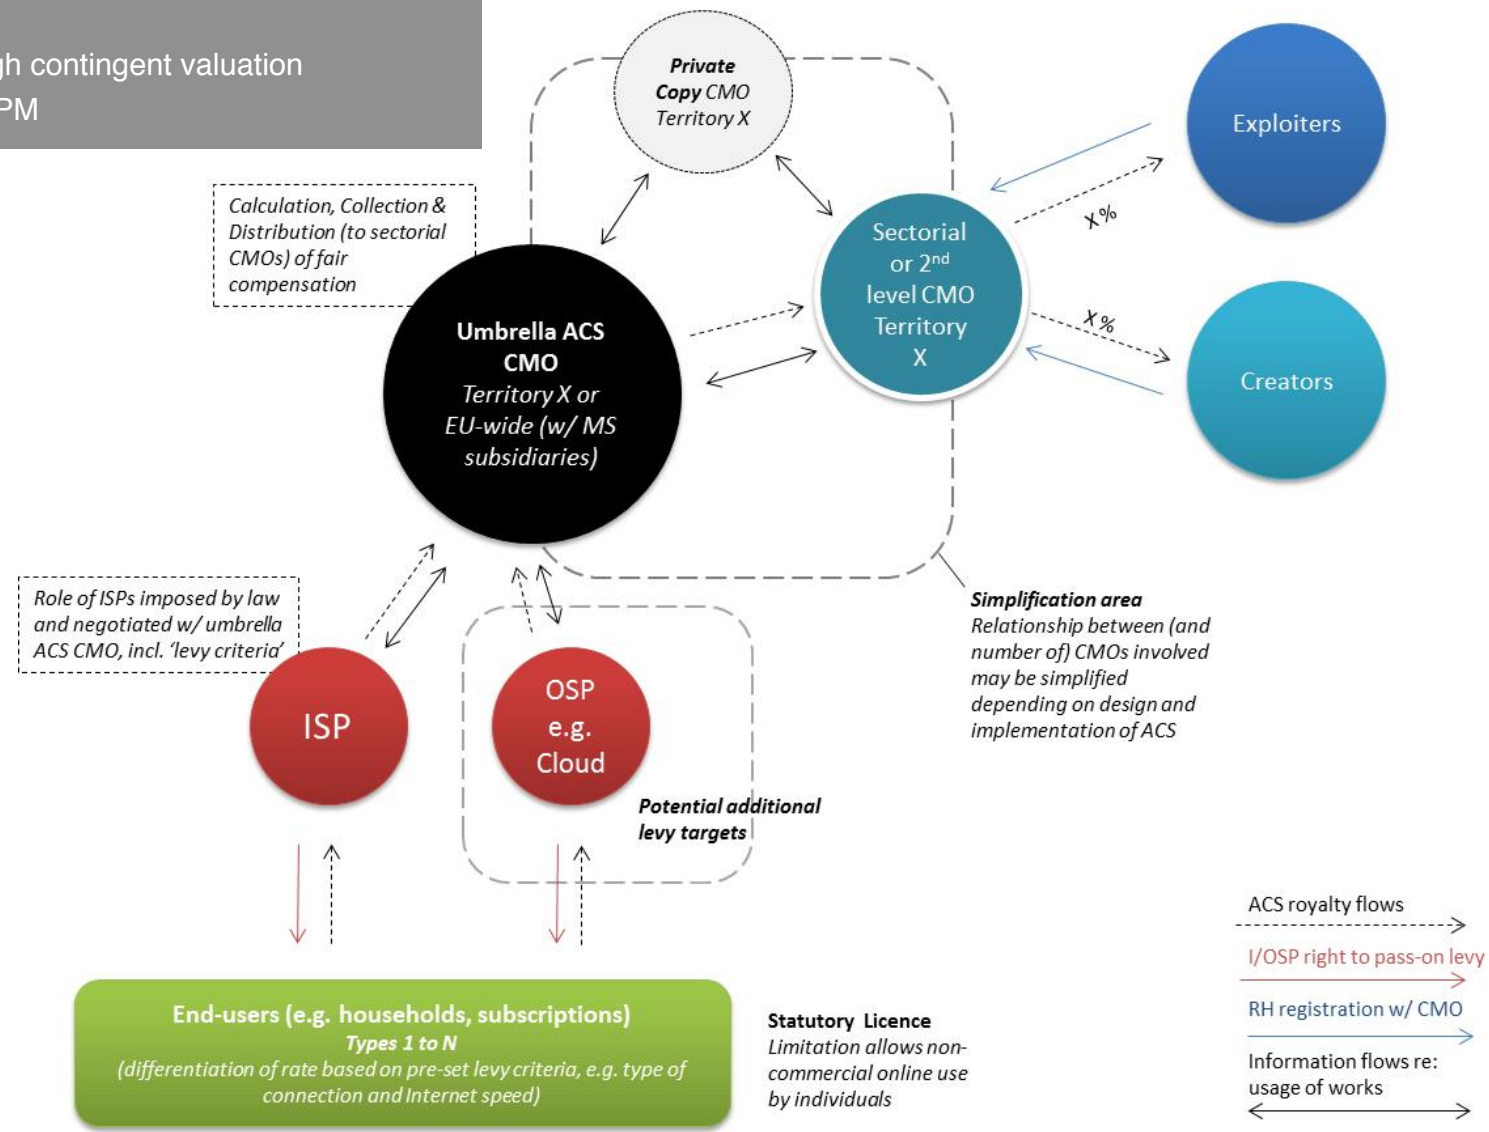 gh contingent valuation
PM
Private
Copy CMO
Territory X
Exploiters
Calculation, Collection &
Distribution (to sectorial
CMOs) of fair
compensation
Sectorial
or 2nd
level CMO
Territory
X
X%
Umbrella ACS
CMO
Territory X or
EU-wide (w/ MS
subsidiaries)
X%
Creators
Role of ISPs imposed by law
and negotiated w/ umbrella
ACS CMO, incl. ‘levy criteria’
Simplification area
Relationship between (and
number of) CMOs involved
may be simplified
depending on design and
implementation of ACS
ISP
OSP
e.g.
Cloud
Potential additional
levy targets
ACS royalty flows
I/OSP right to pass-on levy
RH registration w/ CMO
Information flows re:
usage of works
End-users (e.g. households, subscriptions)
Types 1 to N
(differentiation of rate based on pre-set levy criteria, e.g. type of
connection and Internet speed)
Statutory Licence
Limitation allows non-
commercial online use
by individuals